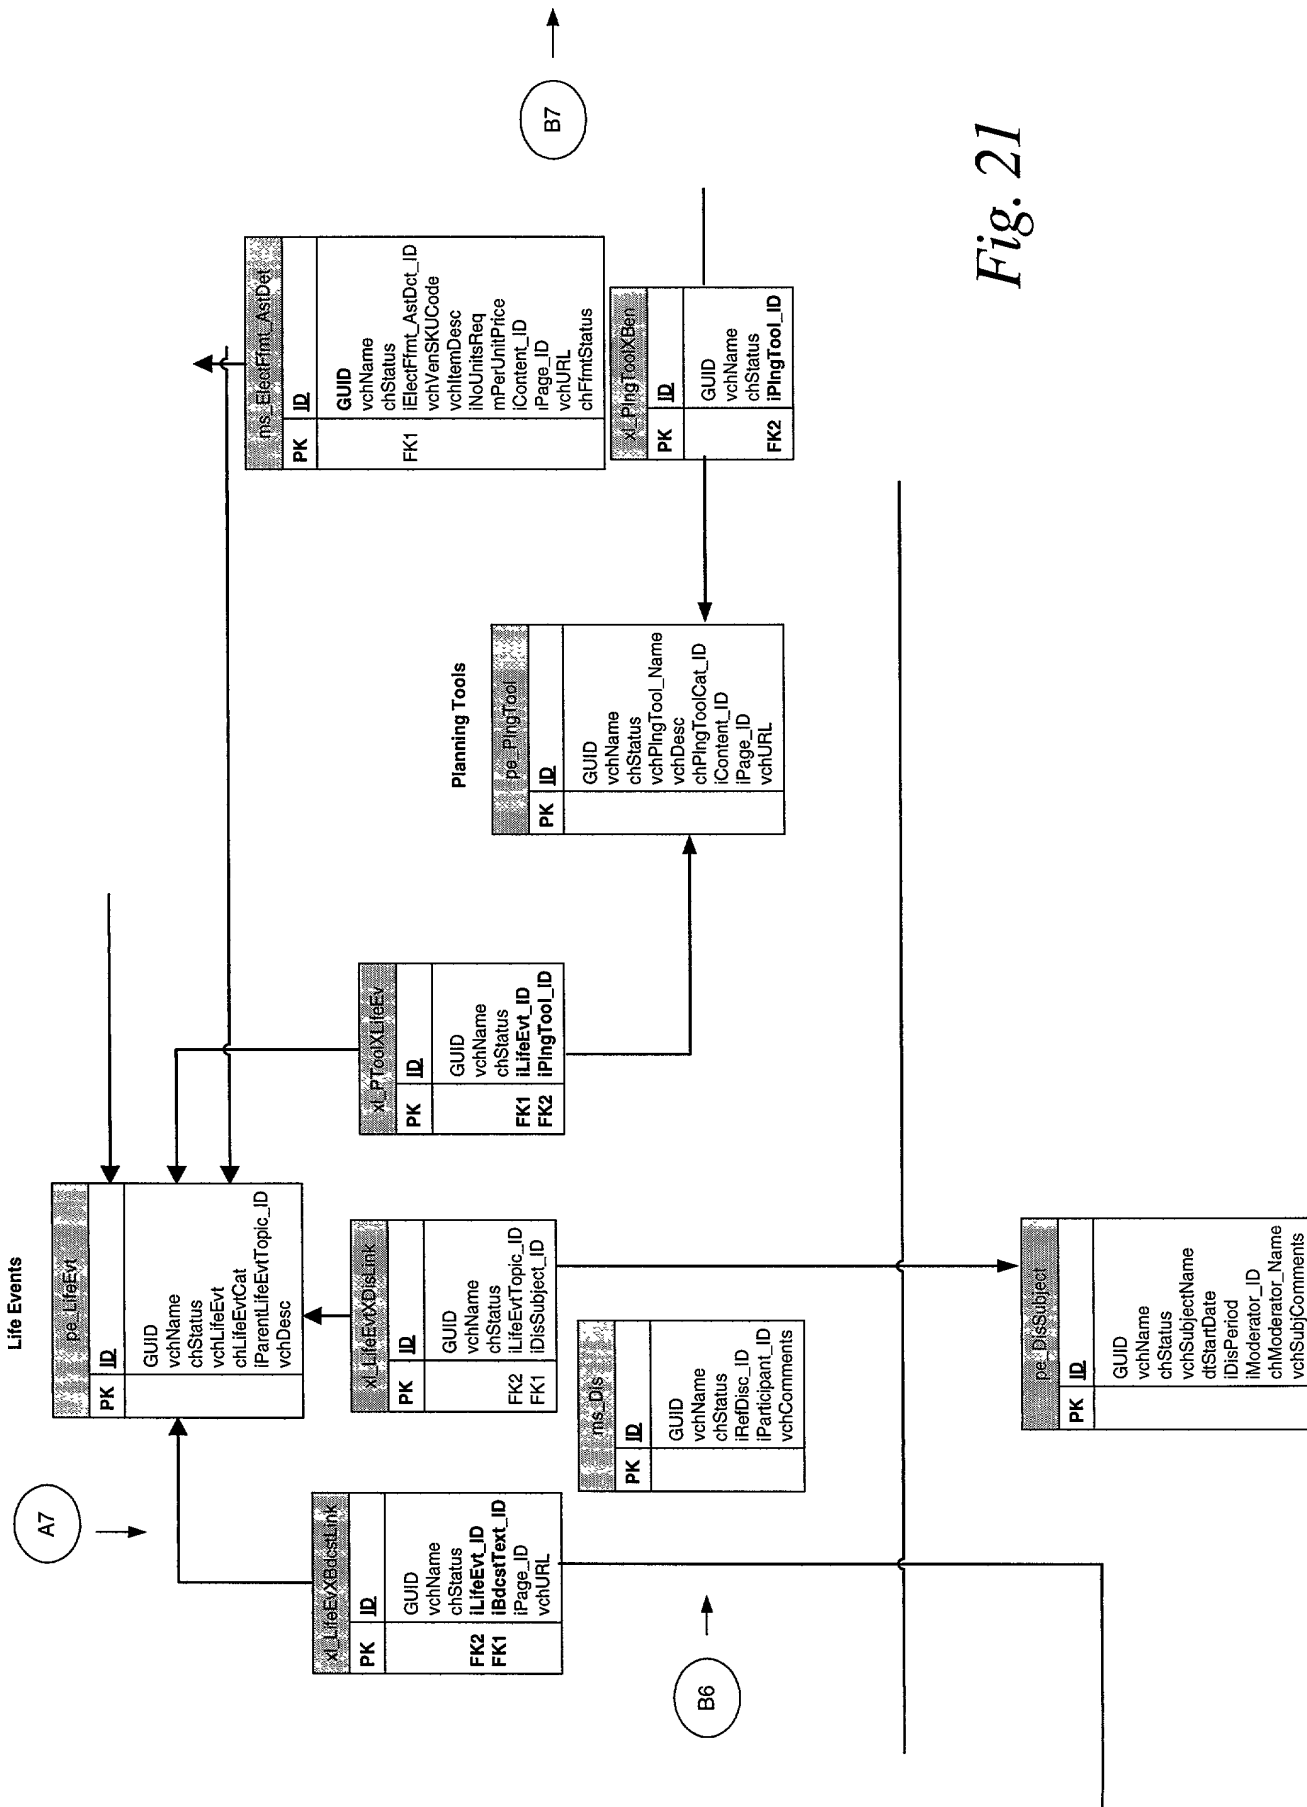 Life Events
A7
pe_LifeEvt
PK ID
GUID
vchName
chStatus
vchLifeEvt
chLifeEvtCat
iParentLifeEvtTopic_ID
vchDesc
xl_LifeEvXBdcstLink
PK ID
GUID
vchName
chStatus
FK2 iLifeEvt_ID
FK1 iBdcstText_ID
iPage_ID
vchURL
xl_LifeEvtXDisLink
PK ID
GUID
vchName
chStatus
FK2 iLifeEvtTopic_ID
FK1 iDisSubject_ID
xl_PToolXLifeEv
PK ID
GUID
vchName
chStatus
FK1 iLifeEvt_ID
FK2 iPlngTool_ID
ms_ElectFfmt_AstDet
PK ID
GUID
vchName
chStatus
FK1 iElectFfmt_AstDct_ID
vchVenSKUCode
vchItemDesc
iNoUnitsReq
mPerUnitPrice
iContent_ID
iPage_ID
vchURL
chFfmtStatus
B7
Planning Tools
pe_PlngTool
PK ID
GUID
vchName
chStatus
vchPlngTool_Name
vchDesc
chPlngToolCat_ID
iContent_ID
iPage_ID
vchURL
xl_PlngToolXBen
PK ID
GUID
vchName
chStatus
FK2 iPlngTool_ID
ms_Dis
PK ID
GUID
vchName
chStatus
iRefDisc_ID
iParticipant_ID
vchComments
B6
pe_DisSubject
PK ID
GUID
vchName
chStatus
vchSubjectName
dtStartDate
iDisPeriod
iModerator_ID
chModerator_Name
vchSubjComments
Fig. 21